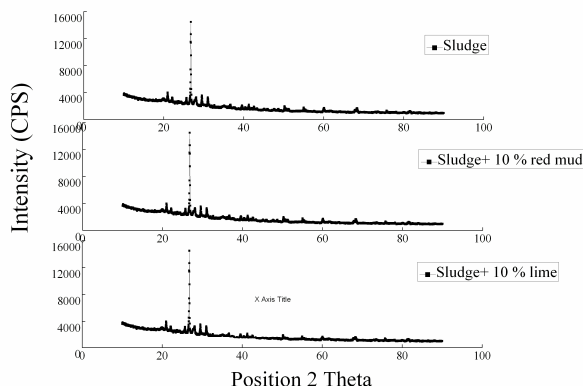 16000
12000
8000
4000
0
0 20 40 60 80 100
Sludge
16000
12000
8000
4000
0
0 20 40 60 80 100
Sludge+ 10 % red mud
16000
12000
8000
4000
0
0 20 40 60 80 100
Sludge+ 10 % lime
X Axis Title
Intensity (CPS)
Position 2 Theta